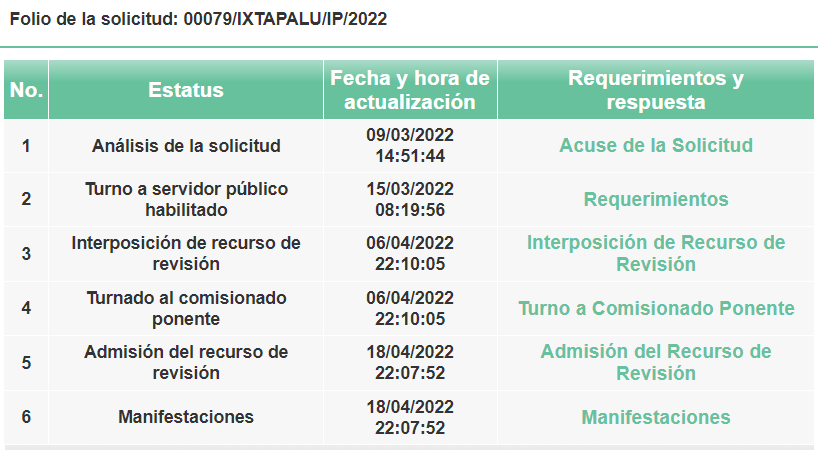 Folio de la solicitud: 00079/IXTAPALU/IP/2022
No.
Estatus
Fecha y hora de
actualización
Requerimientos y
respuesta
1
Análisis de la solicitud
09/03/2022
14:51:44
Acuse de la Solicitud
2
Turno a servidor público
habilitado
15/03/2022
08:19:56
Requerimientos
3
Interposición de recurso de
revisión
06/04/2022
22:10:05
Interposición de Recurso de
Revisión
4
Turnado al comisionado
ponente
06/04/2022
22:10:05
Turno a Comisionado Ponente
5
Admisión del recurso de
revisión
18/04/2022
22:07:52
Admisión del Recurso de
Revisión
6
Manifestaciones
18/04/2022
22:07:52
Manifestaciones